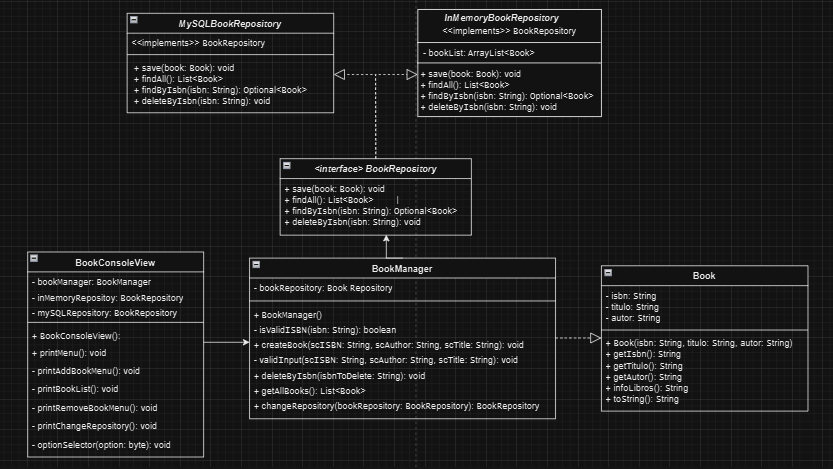 MySQLBookRepository
<<implements>> BookRepository
+ save(book: Book): void
+ findAll(): List<Book>
+ findByIsbn(isbn: String): Optional<Book>
+ deleteByIsbn(isbn: String): void
InMemoryBookRepository
<<implements>> BookRepository
- bookList: ArrayList<Book>
+ save(book: Book): void
+ findAll(): List<Book>
+ findByIsbn(isbn: String): Optional<Book>
+ deleteByIsbn(isbn: String): void
<interface> BookRepository
+ save(book: Book): void
+ findAll(): List<Book>
+ findByIsbn(isbn: String): Optional<Book>
+ deleteByIsbn(isbn: String): void
BookConsoleView
- bookManager: BookManager
- inMemoryRepositoy: BookRepository
- mySQLRepository: BookRepository
+ BookConsoleView():
+ printMenu(): void
- printAddBookMenu(): void
- printBookList(): void
- printRemoveBookMenu(): void
- printChangeRepository(): void
- optionSelector(option: byte): void
BookManager
- bookRepository: Book Repository
+ BookManager()
- isValidISBN(isbn: String): boolean
+ createBook(scISBN: String, scAuthor: String, scTitle: String): void
- validInput(scISBN: String, scAuthor: String, scTitle: String): void
+ deleteByIsbn(isbnToDelete: String): void
+ getAllBooks(): List<Book>
+ changeRepository(bookRepository: BookRepository): BookRepository
Book
- isbn: String
- titulo: String
- autor: String
+ Book(isbn: String, titulo: String, autor: String)
+ getIsbn(): String
+ getTitulo(): String
+ getAutor(): String
+ infoLibros(): String
+ toString(): String